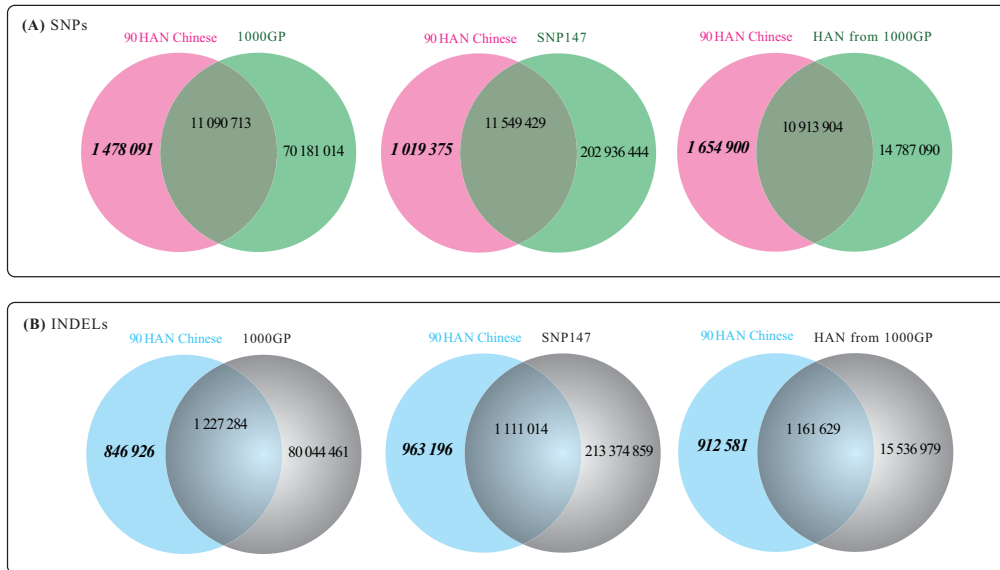 (A) SNPs
90 HAN Chinese 1000GP
1 478 091 11 090 713 70 181 014
90 HAN Chinese SNP147
1 019 375 11 549 429 202 936 444
90 HAN Chinese HAN from 1000GP
1 654 900 10 913 904 14 787 090
(B) INDELs
90 HAN Chinese 1000GP
846 926 1 227 284 80 044 461
90 HAN Chinese SNP147
963 196 1 111 014 213 374 859
90 HAN Chinese HAN from 1000GP
912 581 1 161 629 15 536 979